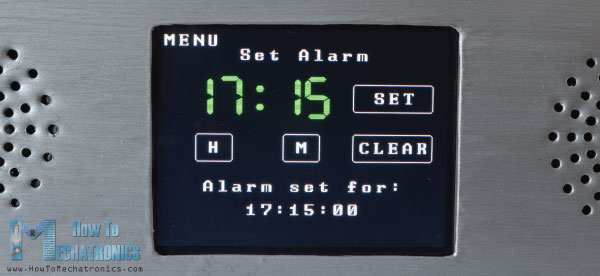 MENU
Set Alarm
17:15
SET
H
M
CLEAR
Alarm set for:
17:15:00
How To
Mechatronics
www.HowToMechatronics.com